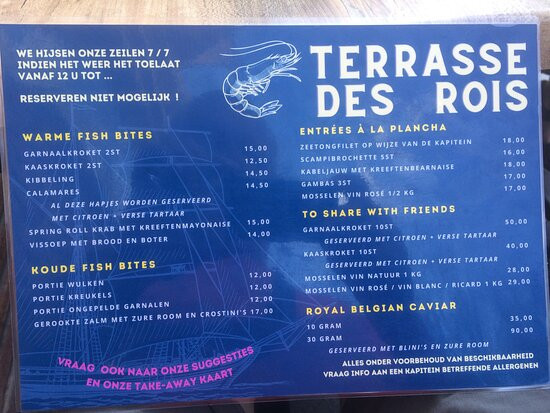 WE HIJSEN ONZE ZEILEN 7 / 7
INDIEN HET WEER HET TOELAAT
VANAF 12 U TOT ...
RESERVEREN NIET MOGELIJK !
TERRASSE
DES ROIS
WARME FISH BITES
GARNAALKROKET 2ST 15,00
KAASKROKET 2ST 12,50
KIBBELING 14,50
CALAMARES 14,50
AL DEZE HAPJES WORDEN GESERVEERD
MET CITROEN + VERSE TARTAAR
SPRING ROLL KRAB MET KREEFTENMAYONAISE 15,00
VISSOEP MET BROOD EN BOTER 14,00
KOUDE FISH BITES
PORTIE WULKEN 12,00
PORTIE KREUKELS 12,00
PORTIE ONGEPELDE GARNALEN 12,00
GEROOKTE ZALM MET ZURE ROOM EN CROSTINI'S 17,00
VRAAG OOK NAAR ONZE SUGGESTIES
EN ONZE TAKE-AWAY KAART
ENTRÉES À LA PLANCHA
ZEETONGFILET OP WIJZE VAN DE KAPITEIN 18,00
SCAMPIBROCHETTE 5ST 16,00
KABELJAUW MET KREEFTENBEARNAISE 18,00
GAMBAS 3ST 17,00
MOSSELEN VIN ROSÉ 1/2 KG 17,00
TO SHARE WITH FRIENDS
GARNAALKROKET 10ST 50,00
GESERVEERD MET CITROEN + VERSE TARTAAR
KAASKROKET 10ST 40,00
GESERVEERD MET CITROEN + VERSE TARTAAR
MOSSELEN VIN NATUUR 1 KG 28,00
MOSSELEN VIN ROSÉ / VIN BLANC / RICARD 1 KG 29,00
ROYAL BELGIAN CAVIAR
10 GRAM 35,00
30 GRAM 90,00
GESERVEERD MET BLINI'S EN ZURE ROOM
ALLES ONDER VOORBEHOUD VAN BESCHIKBAARHEID
VRAAG INFO AAN EEN KAPITEIN BETREFFENDE ALLERGENEN